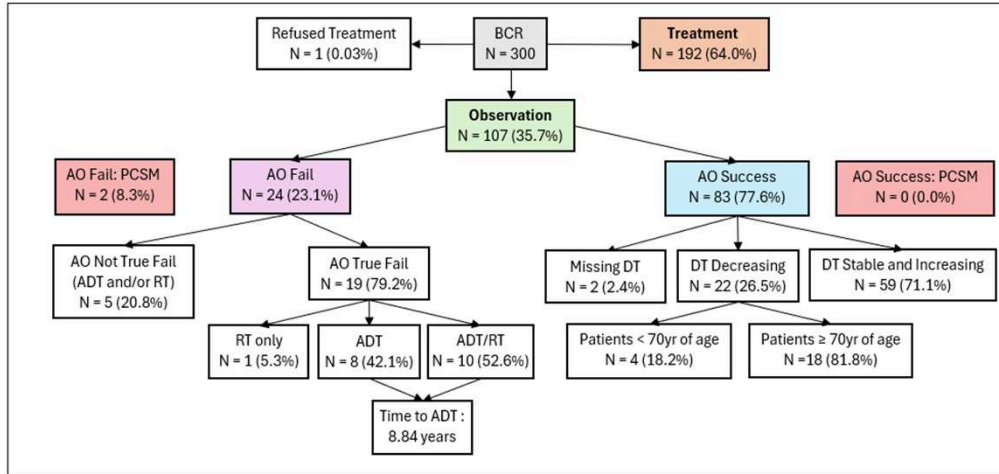 Refused Treatment
N = 1 (0.03%)
BCR
N = 300
Treatment
N = 192 (64.0%)
Observation
N = 107 (35.7%)
AO Fail: PCSM
N = 2 (8.3%)
AO Fail
N = 24 (23.1%)
AO Success
N = 83 (77.6%)
AO Success: PCSM
N = 0 (0.0%)
AO Not True Fail
(ADT and/or RT)
N = 5 (20.8%)
AO True Fail
N = 19 (79.2%)
Missing DT
N = 2 (2.4%)
DT Decreasing
N = 22 (26.5%)
DT Stable and Increasing
N = 59 (71.1%)
RT only
N = 1 (5.3%)
ADT
N = 8 (42.1%)
ADT/RT
N = 10 (52.6%)
Patients < 70yr of age
N = 4 (18.2%)
Patients ≥ 70yr of age
N =18 (81.8%)
Time to ADT :
8.84 years